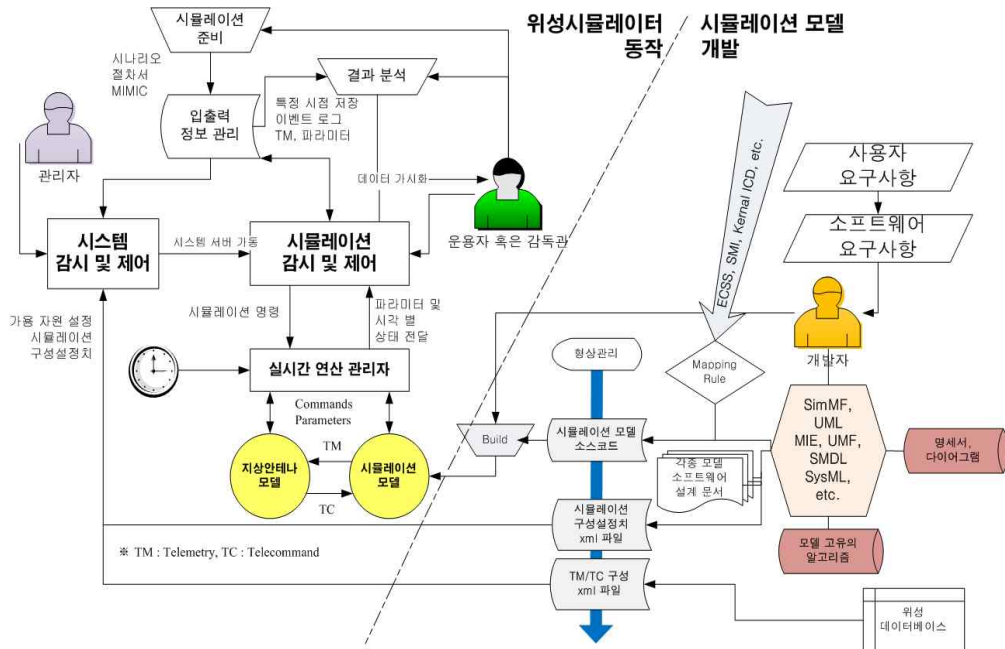 위성시뮬레이터
동작
시뮬레이션 모델
개발
시뮬레이션
준비
시나리오
절차서
MIMIC
결과 분석
입출력
정보 관리
특정 시점 저장
이벤트 로그
TM, 파라미터
관리자
데이터 가시화
운용자 혹은 감독관
시스템
감시 및 제어
시스템 서버 가동
시뮬레이션
감시 및 제어
가용 자원 설정
시뮬레이션
구성설정치
시뮬레이션 명령
파라미터 및
시각 별
상태 전달
실시간 연산 관리자
Commands
Parameters
지상안테나
모델
TM
TC
시뮬레이션
모델
※ TM : Telemetry, TC : Telecommand
ECSS, SMI, Kernal ICD, etc.
사용자
요구사항
소프트웨어
요구사항
개발자
형상관리
Mapping
Rule
Build
시뮬레이션 모델
소스코드
각종 모델
소프트웨어
설계 문서
SimMF,
UML
MIE, UMF,
SMDL
SysML,
etc.
명세서,
다이어그램
시뮬레이션
구성설정치
xml 파일
모델 고유의
알고리즘
TM/TC 구성
xml 파일
위성
데이터베이스